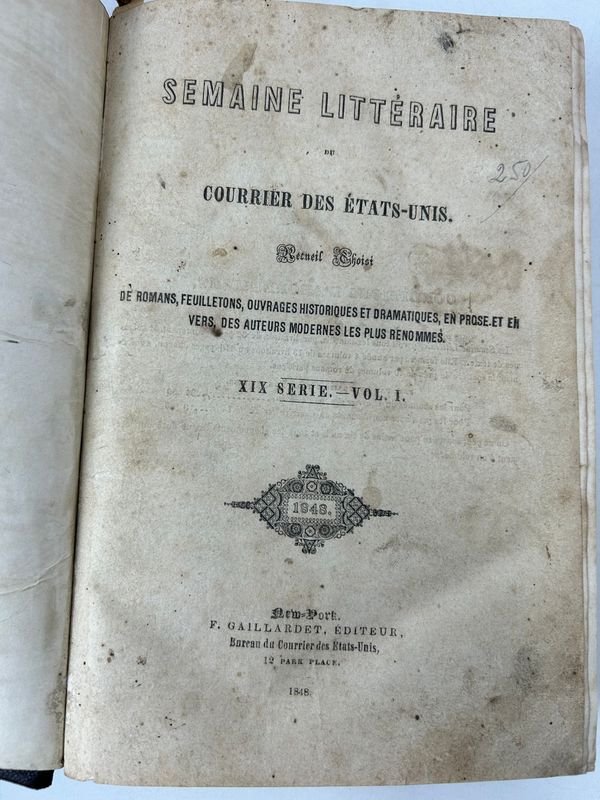 SEMAINE LITTÉRAIRE
DU
COURRIER DES ÉTATS-UNIS.
Recueil Choisi
DE ROMANS, FEUILLETONS, OUVRAGES HISTORIQUES ET DRAMATIQUES, EN PROSE ET EN
VERS, DES AUTEURS MODERNES LES PLUS RENOMMES.
XIX SERIE.—VOL. I.
1848.
New-York.
F. GAILLARDET, ÉDITEUR,
Bureau du Courrier des États-Unis,
12 PARK PLACE.
1848.
250/